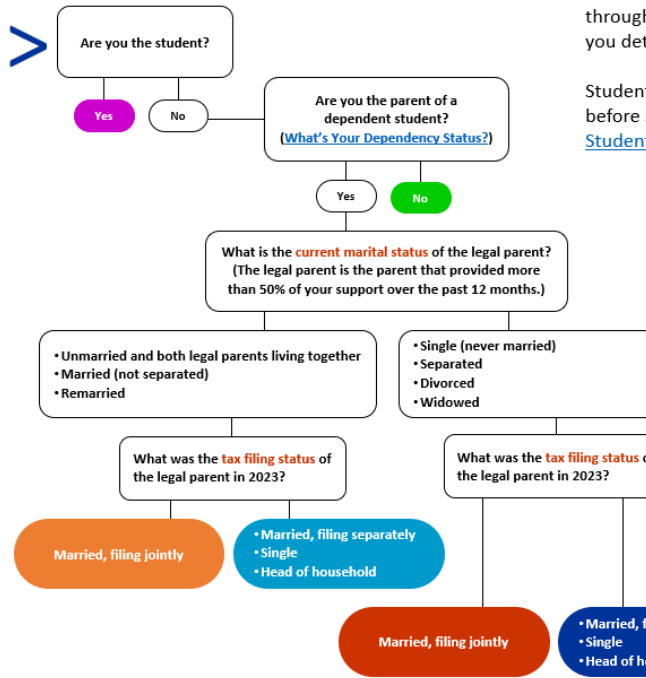 >
Are you the student?
Yes
No
Are you the parent of a
dependent student?
(What's Your Dependency Status?)
Yes
No
What is the current marital status of the legal parent?
(The legal parent is the parent that provided more
than 50% of your support over the past 12 months.)
• Unmarried and both legal parents living together
• Married (not separated)
• Remarried
• Single (never married)
• Separated
• Divorced
• Widowed
What was the tax filing status of
the legal parent in 2023?
What was the tax filing status
the legal parent in 2023?
Married, filing jointly
• Married, filing separately
• Single
• Head of household
Married, filing jointly
• Married,
• Single
• Head of
you
before